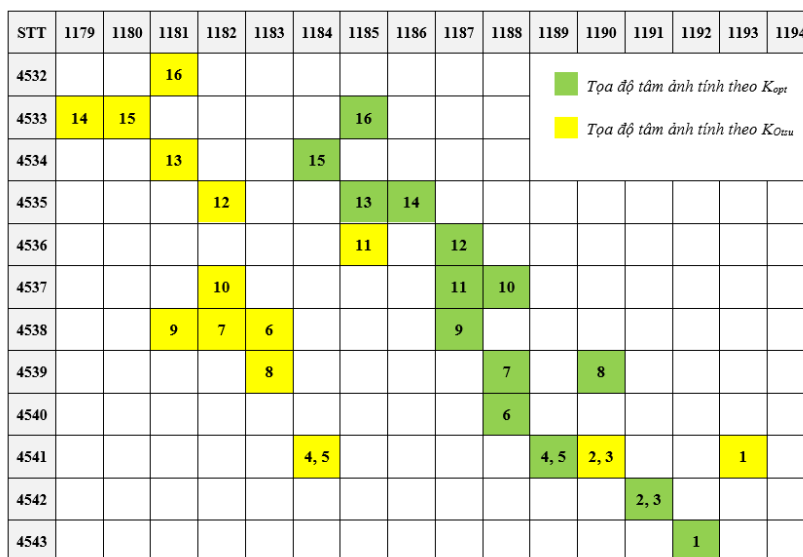 STT 1179 1180 1181 1182 1183 1184 1185 1186 1187 1188 1189 1190 1191 1192 1193 1194
4532 16
Tọa độ tâm ảnh tính theo Kopt
4533 14 15 16
Tọa độ tâm ảnh tính theo KOtsu
4534 13 15
4535 12 13 14
4536 11 12
4537 10 11 10
4538 9 7 6 9
4539 8 7 8
4540 6
4541 4, 5 4, 5 2, 3 1
4542 2, 3
4543 1